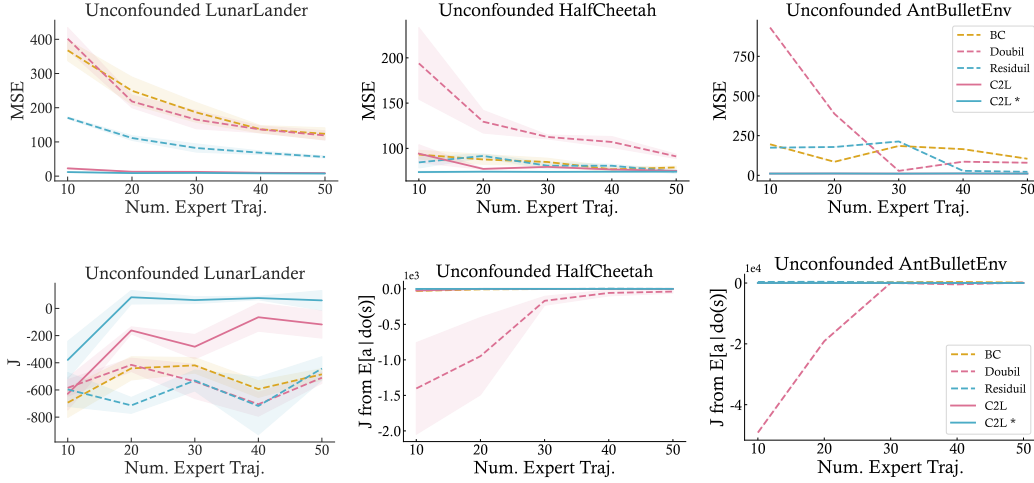 Unconfounded LunarLander
MSE
400
300
200
100
0
10 20 30 40 50
Num. Expert Traj.
Unconfounded HalfCheetah
MSE
200
150
100
10 20 30 40 50
Num. Expert Traj.
Unconfounded AntBulletEnv
MSE
750
500
250
0
10 20 30 40 50
Num. Expert Traj.
BC
Doubil
Residuil
C2L
C2L *
Unconfounded LunarLander
J
0
-200
-400
-600
-800
10 20 30 40 50
Num. Expert Traj.
Unconfounded HalfCheetah
1e3
J from E[a | do(s)]
0.0
-0.5
-1.0
-1.5
-2.0
10 20 30 40 50
Num. Expert Traj.
Unconfounded AntBulletEnv
1e4
J from E[a | do(s)]
0
-2
-4
10 20 30 40 50
Num. Expert Traj.
BC
Doubil
Residuil
C2L
C2L *